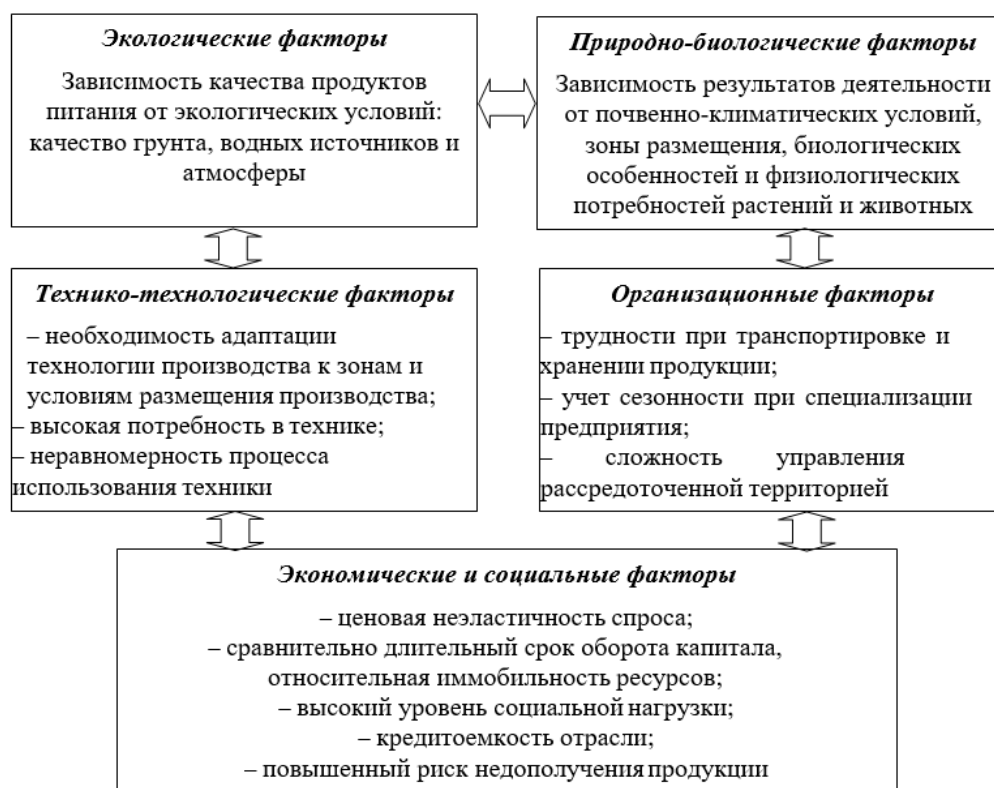 Экологические факторы
Зависимость качества продуктов
питания от экологических условий:
качество грунта, водных источников и
атмосферы
Природно-биологические факторы
Зависимость результатов деятельности
от почвенно-климатических условий,
зоны размещения, биологических
особенностей и физиологических
потребностей растений и животных
Технико-технологические факторы
– необходимость адаптации
технологии производства к зонам и
условиям размещения производства;
– высокая потребность в технике;
– неравномерность процесса
использования техники
Организационные факторы
– трудности при транспортировке и
хранении продукции;
– учет сезонности при специализации
предприятия;
– сложность управления
рассредоточенной территорией
Экономические и социальные факторы
– ценовая неэластичность спроса;
– сравнительно длительный срок оборота капитала,
относительная иммобильность ресурсов;
– высокий уровень социальной нагрузки;
– кредитоемкость отрасли;
– повышенный риск недополучения продукции